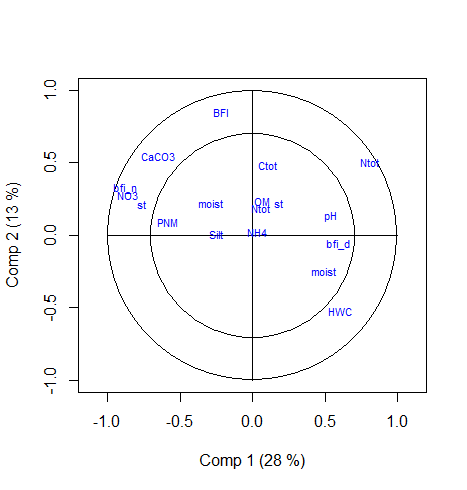 BFI
CaCO3
Ctot
Ntot
bfi_n
NO3
st
moist
OM st
Ntot
PNM
pH
Silt
NH4
bfi_d
moist
HWC
1.0
0.5
0.0
-0.5
-1.0
Comp 2 (13 %)
-1.0 -0.5 0.0 0.5 1.0
Comp 1 (28 %)